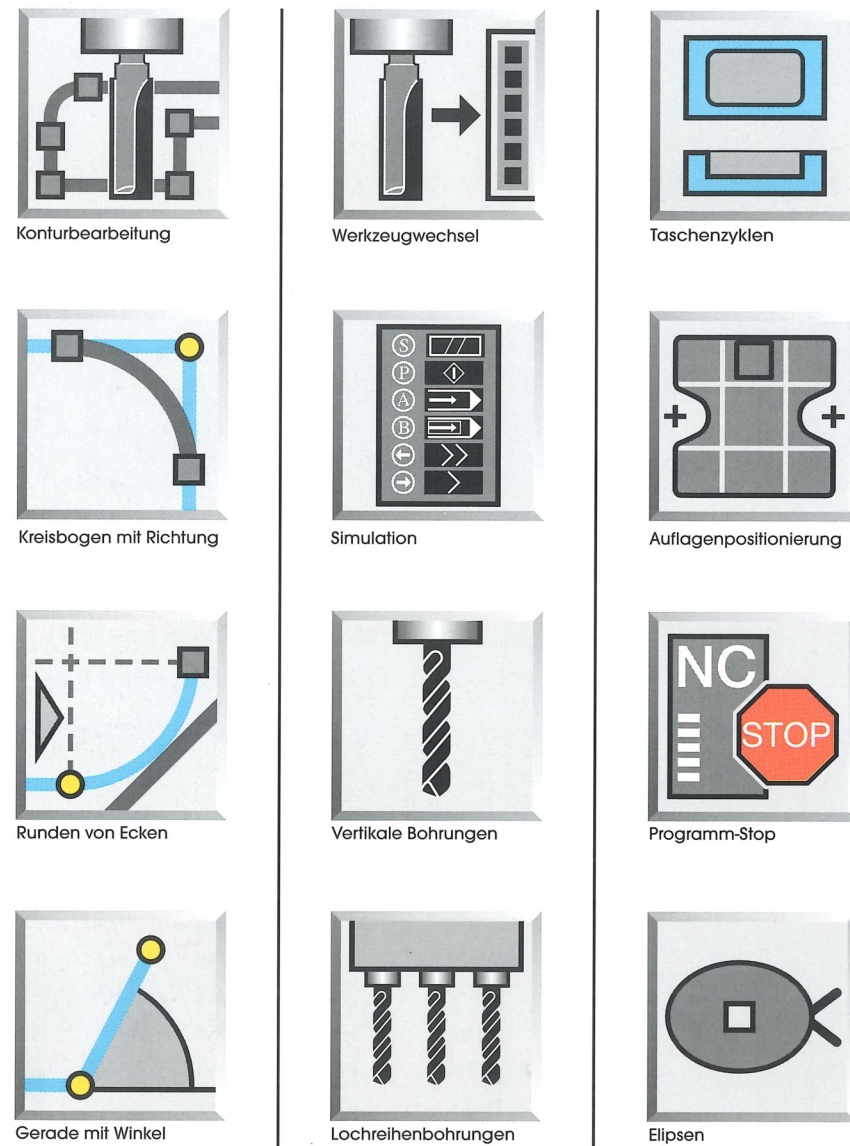 Konturbearbeitung
Werkzeugwechsel
Taschenzyklen
Kreisbogen mit Richtung
S
P
A
B
Simulation
+ +
Auflagenpositionierung
Runden von Ecken
Vertikale Bohrungen
NC
STOP
Programm-Stop
Gerade mit Winkel
Lochreihenbohrungen
Elipsen